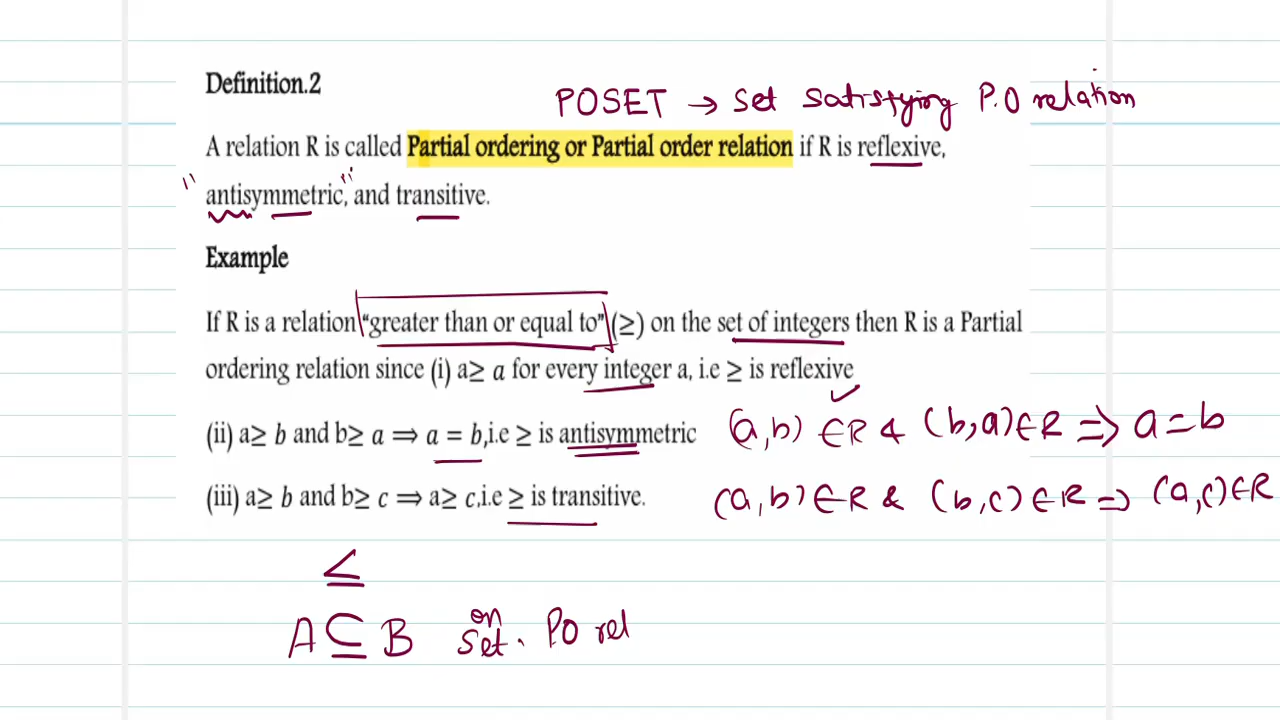 Definition.2
POSET → Set satisfying P.O relation
A relation R is called Partial ordering or Partial order relation if R is reflexive,
"antisymmetric," and transitive.
Example
If R is a relation "greater than or equal to" (≥) on the set of integers then R is a Partial
ordering relation since (i) a≥ a for every integer a, i.e ≥ is reflexive
(ii) a≥ b and b≥ a ⇒ a = b,i.e ≥ is antisymmetric (a,b) ∈R & (b,a)∈R ⇒ a=b
(iii) a≥ b and b≥ c ⇒ a≥ c,i.e ≥ is transitive. (a,b)∈R & (b,c)∈R ⇒ (a,c)∈R
≤
A ⊆ B on set. PO rel